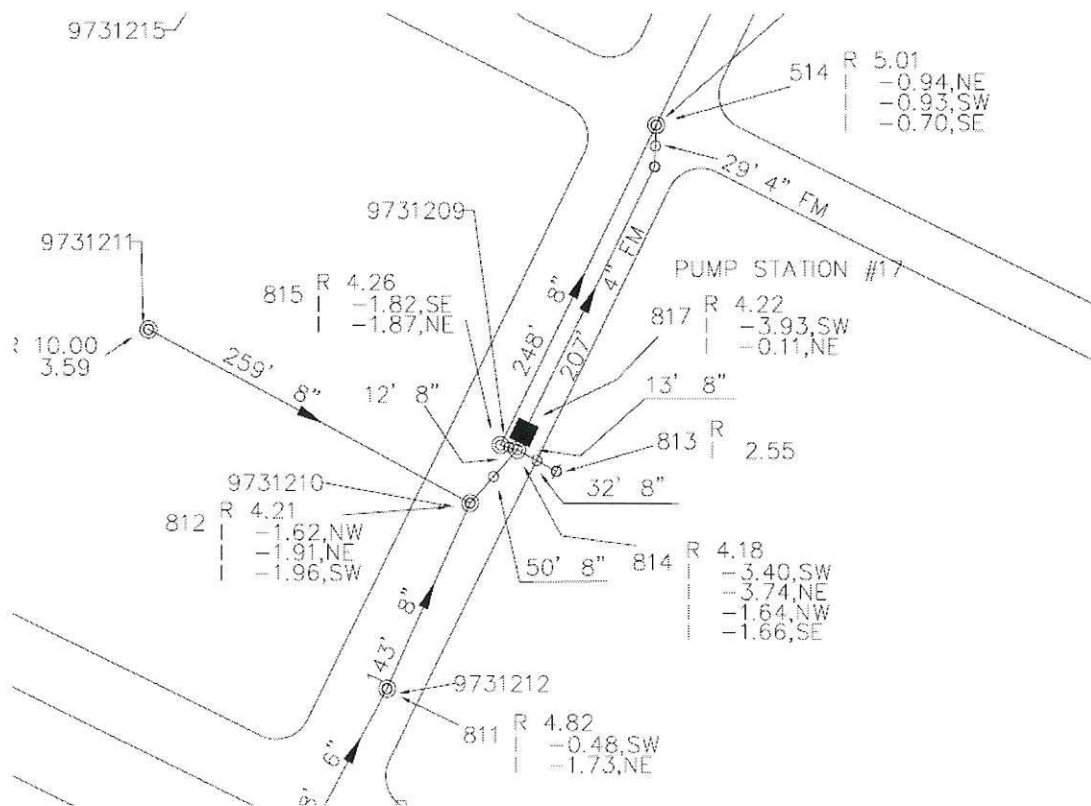 9731215
514 R 5.01
I -0.94,NE
I -0.93,SW
I -0.70,SE
29' 4" FM
9731209
9731211
815 R 4.26
I -1.82,SE
I -1.87,NE
8"
248'
4" FM
207'
PUMP STATION #17
817 R 4.22
I -3.93,SW
I -0.11,NE
R 10.00
3.59
259' 8"
12' 8"
13' 8"
813 R
I 2.55
32' 8"
9731210
812 R 4.21
I -1.62,NW
I -1.91,NE
I -1.96,SW
50' 8"
814 R 4.18
I -3.40,SW
I -3.74,NE
I -1.64,NW
I -1.66,SE
143' 8"
9731212
811 R 4.82
I -0.48,SW
I -1.73,NE
6"